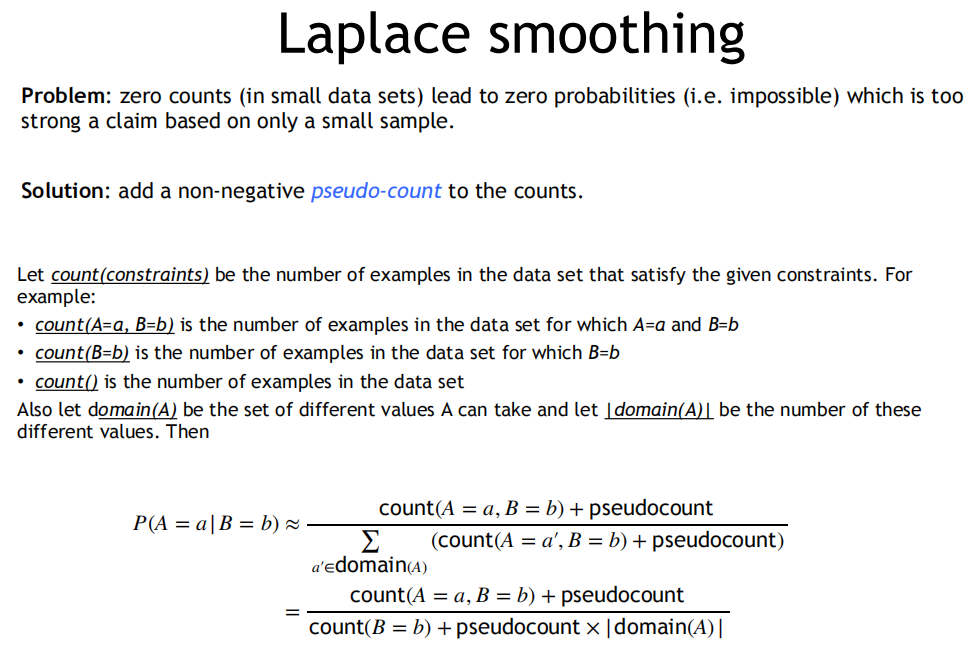 Laplace smoothing
Problem: zero counts (in small data sets) lead to zero probabilities (i.e. impossible) which is too
strong a claim based on only a small sample.
Solution: add a non-negative pseudo-count to the counts.
Let count(constraints) be the number of examples in the data set that satisfy the given constraints. For
example:
• count(A=a, B=b) is the number of examples in the data set for which A=a and B=b
• count(B=b) is the number of examples in the data set for which B=b
• count() is the number of examples in the data set
Also let domain(A) be the set of different values A can take and let |domain(A)| be the number of these
different values. Then
count(A = a, B = b) + pseudocount
P(A = a | B = b) ≈
∑ (count(A = a′, B = b) + pseudocount)
a′∈domain(A)
count(A = a, B = b) + pseudocount
=
count(B = b) + pseudocount × |domain(A)|